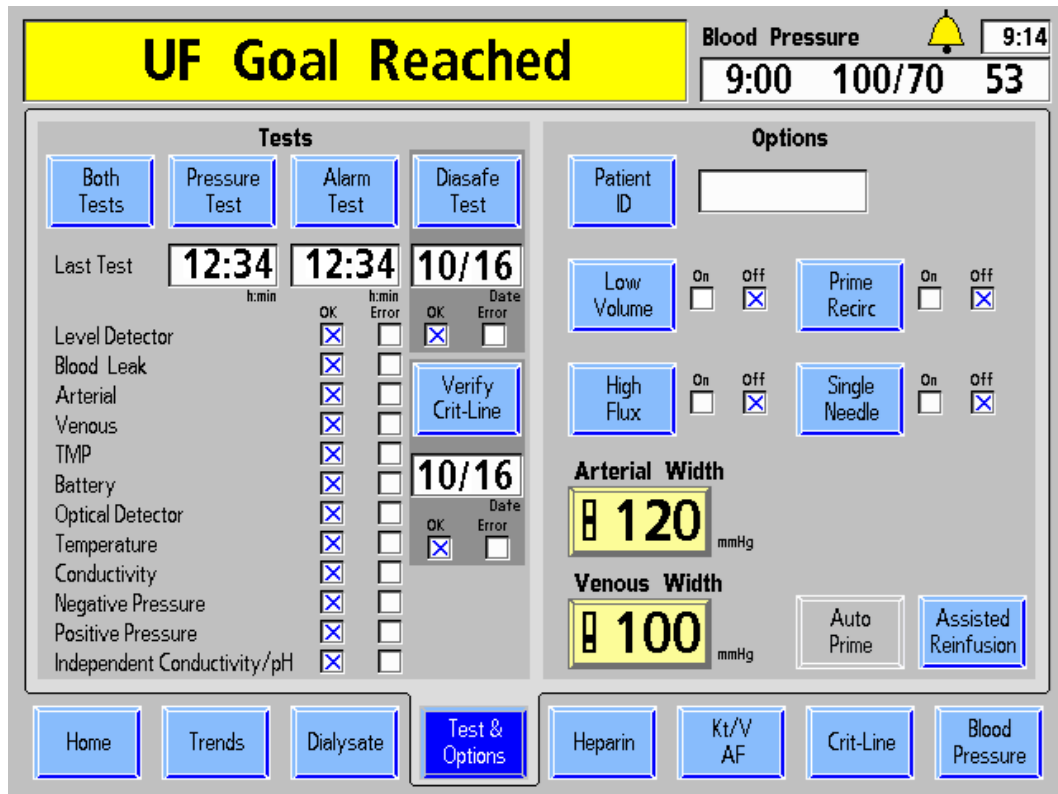 UF Goal Reached
Blood Pressure
9:14
9:00 100/70 53
Tests
Both Tests
Pressure Test
Alarm Test
Diasafe Test
Last Test 12:34 12:34 10/16
h:min h:min Date
OK Error OK Error
Level Detector
Blood Leak
Arterial
Venous
TMP
Battery
Optical Detector
Temperature
Conductivity
Negative Pressure
Positive Pressure
Independent Conductivity/pH
Verify Crit-Line
10/16
Date
OK Error
Options
Patient ID
Low Volume
On Off
Prime Recirc
On Off
High Flux
On Off
Single Needle
On Off
Arterial Width
120 mmHg
Venous Width
100 mmHg
Auto Prime
Assisted Reinfusion
Home
Trends
Dialysate
Test & Options
Heparin
Kt/V AF
Crit-Line
Blood Pressure